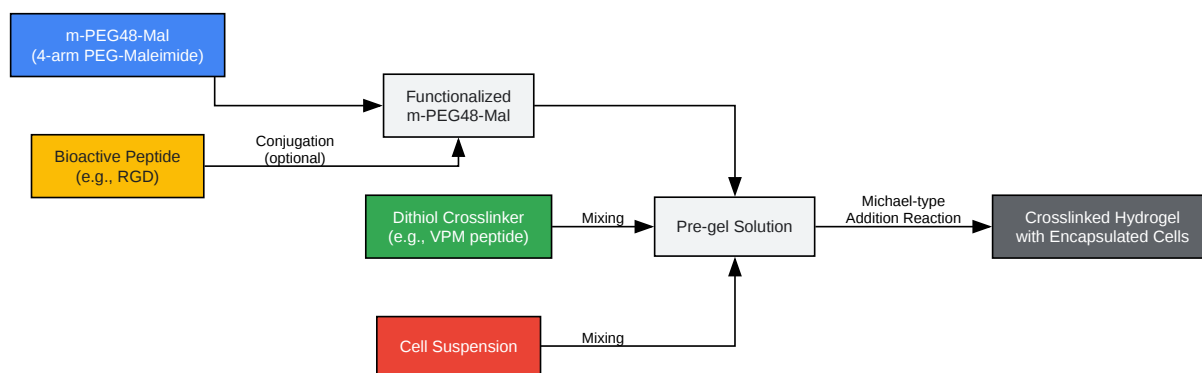 m-PEG48-Mal
(4-arm PEG-Maleimide)
Functionalized
m-PEG48-Mal
Bioactive Peptide
(e.g., RGD)
Conjugation
(optional)
Dithiol Crosslinker
(e.g., VPM peptide)
Mixing
Pre-gel Solution
Michael-type
Addition Reaction
Crosslinked Hydrogel
with Encapsulated Cells
Cell Suspension
Mixing